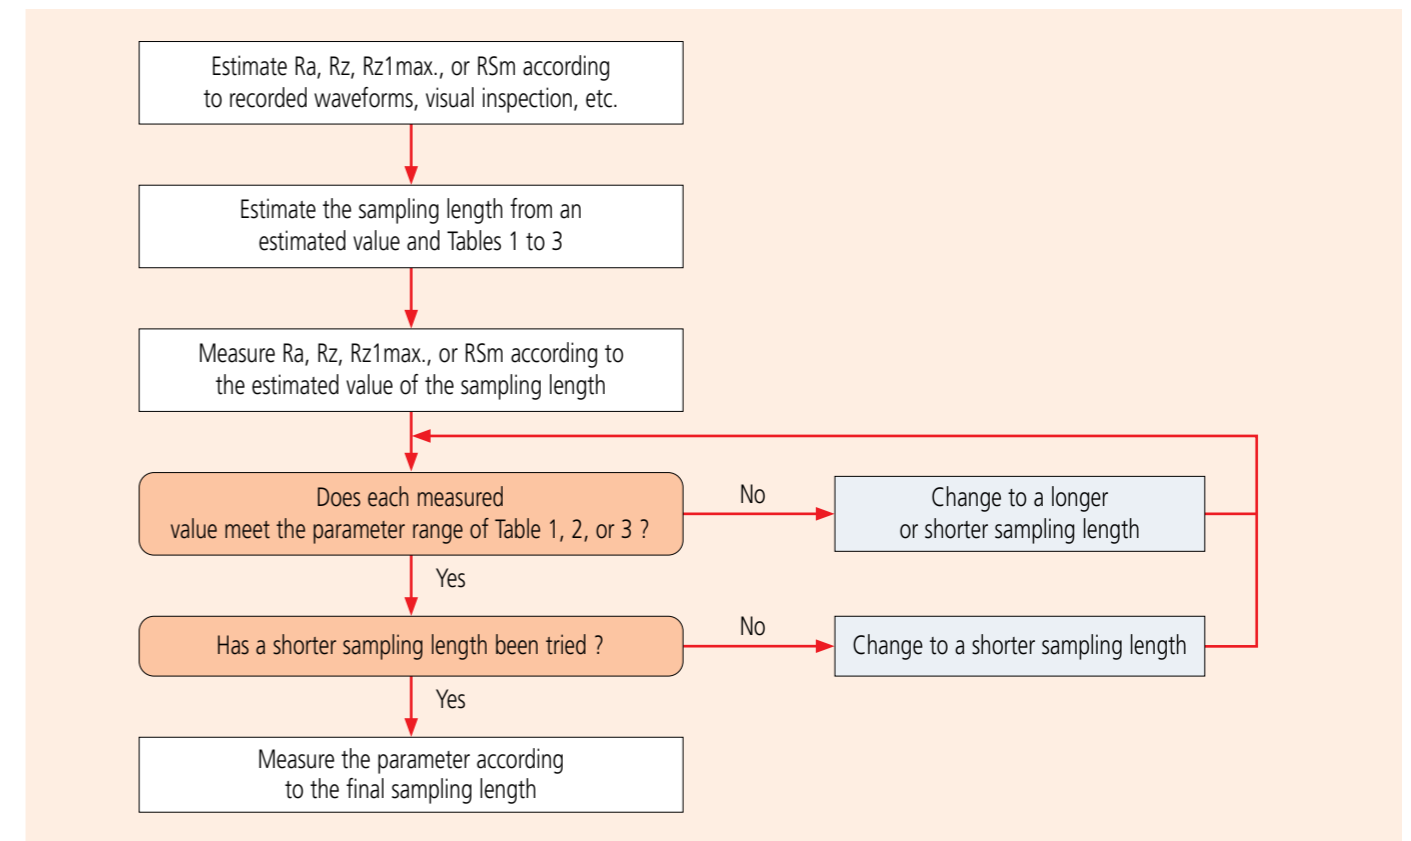 Estimate Ra, Rz, Rz1max., or RSm according
to recorded waveforms, visual inspection, etc.
Estimate the sampling length from an
estimated value and Tables 1 to 3
Measure Ra, Rz, Rz1max., or RSm according to
the estimated value of the sampling length
Does each measured
value meet the parameter range of Table 1, 2, or 3 ?
No
Change to a longer
or shorter sampling length
Yes
Has a shorter sampling length been tried ?
No
Change to a shorter sampling length
Yes
Measure the parameter according
to the final sampling length